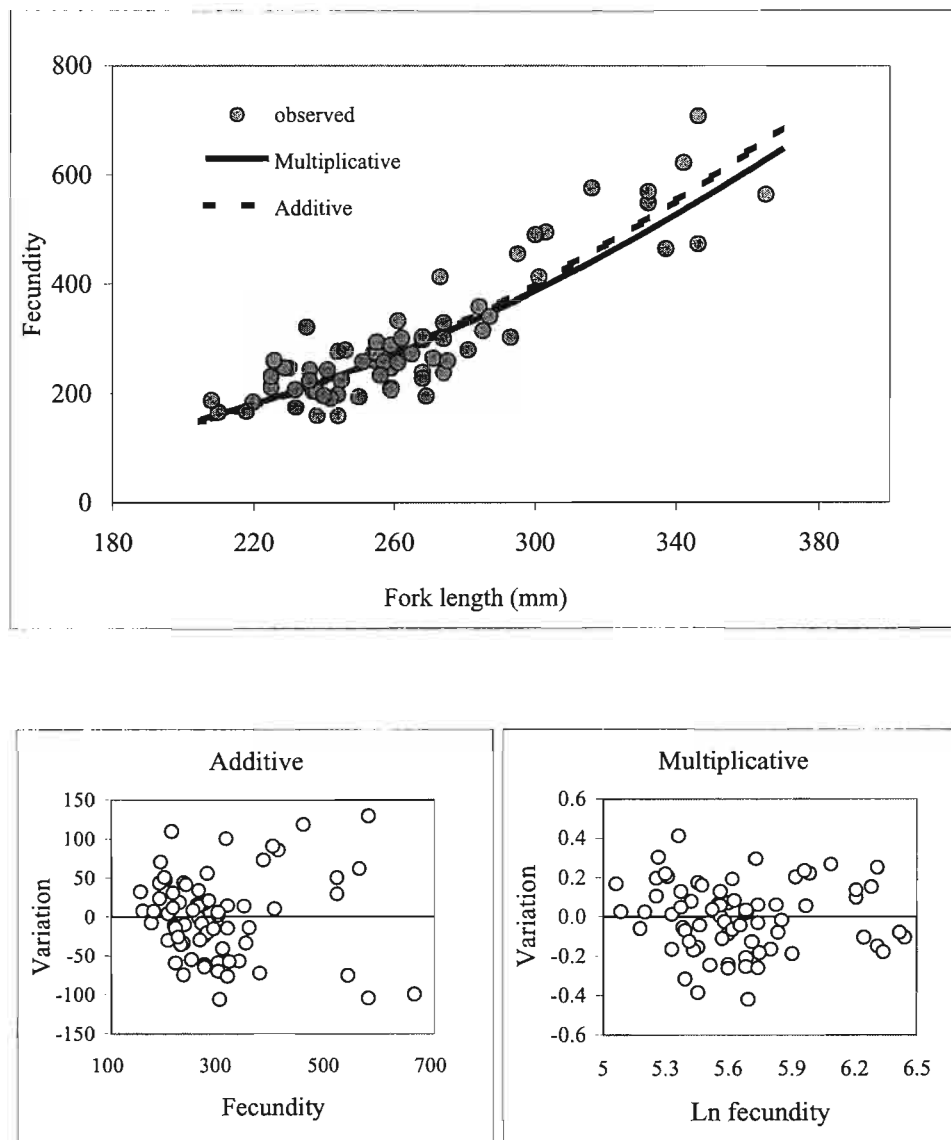 Fecundity
800
600
400
200
0
observed
Multiplicative
Additive
180 220 260 300 340 380
Fork length (mm)
Additive
Variation
150
100
50
0
-50
-100
-150
100 300 500 700
Fecundity
Multiplicative
Variation
0.6
0.4
0.2
0.0
-0.2
-0.4
-0.6
5 5.3 5.6 5.9 6.2 6.5
Ln fecundity